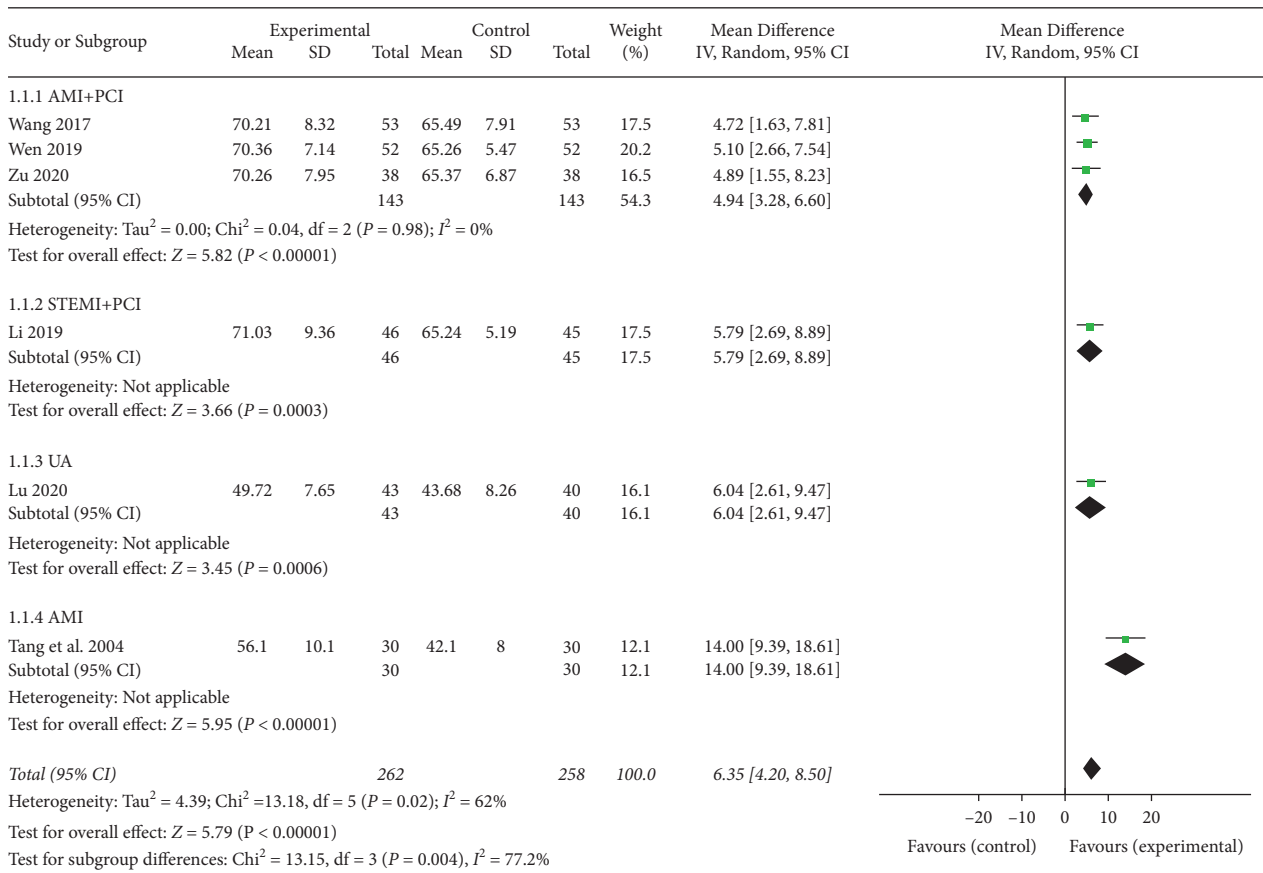 Study or Subgroup Experimental Control Weight Mean Difference Mean Difference
Mean SD Total Mean SD Total (%) IV, Random, 95% CI IV, Random, 95% CI
1.1.1 AMI+PCI
Wang 2017 70.21 8.32 53 65.49 7.91 53 17.5 4.72 [1.63, 7.81]
Wen 2019 70.36 7.14 52 65.26 5.47 52 20.2 5.10 [2.66, 7.54]
Zu 2020 70.26 7.95 38 65.37 6.87 38 16.5 4.89 [1.55, 8.23]
Subtotal (95% CI) 143 143 54.3 4.94 [3.28, 6.60]
Heterogeneity: Tau² = 0.00; Chi² = 0.04, df = 2 (P = 0.98); I² = 0%
Test for overall effect: Z = 5.82 (P < 0.00001)
1.1.2 STEMI+PCI
Li 2019 71.03 9.36 46 65.24 5.19 45 17.5 5.79 [2.69, 8.89]
Subtotal (95% CI) 46 45 17.5 5.79 [2.69, 8.89]
Heterogeneity: Not applicable
Test for overall effect: Z = 3.66 (P = 0.0003)
1.1.3 UA
Lu 2020 49.72 7.65 43 43.68 8.26 40 16.1 6.04 [2.61, 9.47]
Subtotal (95% CI) 43 40 16.1 6.04 [2.61, 9.47]
Heterogeneity: Not applicable
Test for overall effect: Z = 3.45 (P = 0.0006)
1.1.4 AMI
Tang et al. 2004 56.1 10.1 30 42.1 8 30 12.1 14.00 [9.39, 18.61]
Subtotal (95% CI) 30 30 12.1 14.00 [9.39, 18.61]
Heterogeneity: Not applicable
Test for overall effect: Z = 5.95 (P < 0.00001)
Total (95% CI) 262 258 100.0 6.35 [4.20, 8.50]
Heterogeneity: Tau² = 4.39; Chi² =13.18, df = 5 (P = 0.02); I² = 62%
Test for overall effect: Z = 5.79 (P < 0.00001)
Test for subgroup differences: Chi² = 13.15, df = 3 (P = 0.004), I² = 77.2%
–20 –10 0 10 20
Favours (control) Favours (experimental)